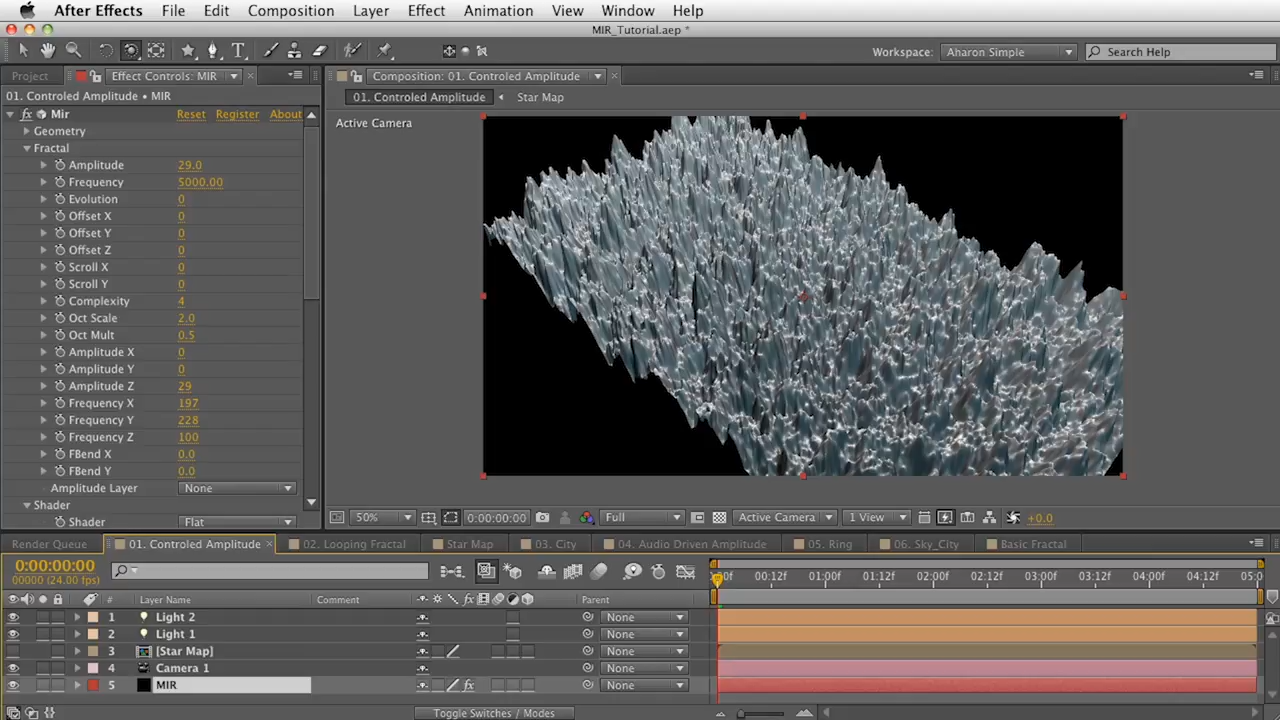 After Effects File Edit Composition Layer Effect Animation View Window Help
MIR_Tutorial.aep *
Workspace: Aharon Simple Search Help
Project Effect Controls: MIR Composition: 01. Controled Amplitude
01. Controled Amplitude • MIR
01. Controled Amplitude Star Map
fx Mir Reset Register About
Active Camera
Geometry
Fractal
Amplitude 29.0
Frequency 5000.00
Evolution 0
Offset X 0
Offset Y 0
Offset Z 0
Scroll X 0
Scroll Y 0
Complexity 4
Oct Scale 2.0
Oct Mult 0.5
Amplitude X 0
Amplitude Y 0
Amplitude Z 29
Frequency X 197
Frequency Y 228
Frequency Z 100
FBend X 0.0
FBend Y 0.0
Amplitude Layer None
Shader
Shader Flat
50% 0:00:00:00 Full Active Camera 1 View +0.0
Render Queue 01. Controled Amplitude 02. Looping Fractal Star Map 03. City 04. Audio Driven Amplitude 05. Ring 06. Sky_City Basic Fractal
0:00:00:00
00000 (24.00 fps)
:00f 00:12f 01:00f 01:12f 02:00f 02:12f 03:00f 03:12f 04:00f 04:12f 05:0
# Layer Name Comment fx Parent
1 Light 2 None
2 Light 1 None
3 [Star Map] None
4 Camera 1 None
5 MIR fx None
Toggle Switches / Modes